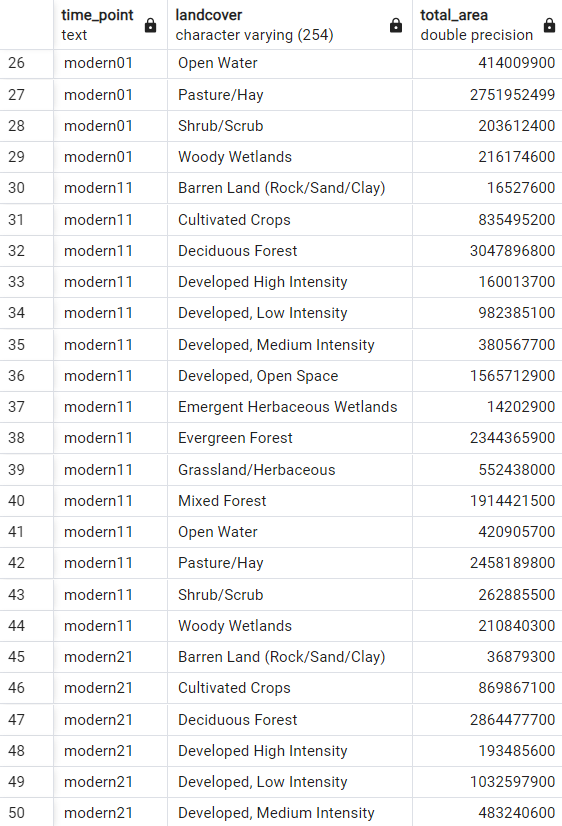 time_point landcover total_area
text character varying (254) double precision
26 modern01 Open Water 414009900
27 modern01 Pasture/Hay 2751952499
28 modern01 Shrub/Scrub 203612400
29 modern01 Woody Wetlands 216174600
30 modern11 Barren Land (Rock/Sand/Clay) 16527600
31 modern11 Cultivated Crops 835495200
32 modern11 Deciduous Forest 3047896800
33 modern11 Developed High Intensity 160013700
34 modern11 Developed, Low Intensity 982385100
35 modern11 Developed, Medium Intensity 380567700
36 modern11 Developed, Open Space 1565712900
37 modern11 Emergent Herbaceous Wetlands 14202900
38 modern11 Evergreen Forest 2344365900
39 modern11 Grassland/Herbaceous 552438000
40 modern11 Mixed Forest 1914421500
41 modern11 Open Water 420905700
42 modern11 Pasture/Hay 2458189800
43 modern11 Shrub/Scrub 262885500
44 modern11 Woody Wetlands 210840300
45 modern21 Barren Land (Rock/Sand/Clay) 36879300
46 modern21 Cultivated Crops 869867100
47 modern21 Deciduous Forest 2864477700
48 modern21 Developed High Intensity 193485600
49 modern21 Developed, Low Intensity 1032597900
50 modern21 Developed, Medium Intensity 483240600